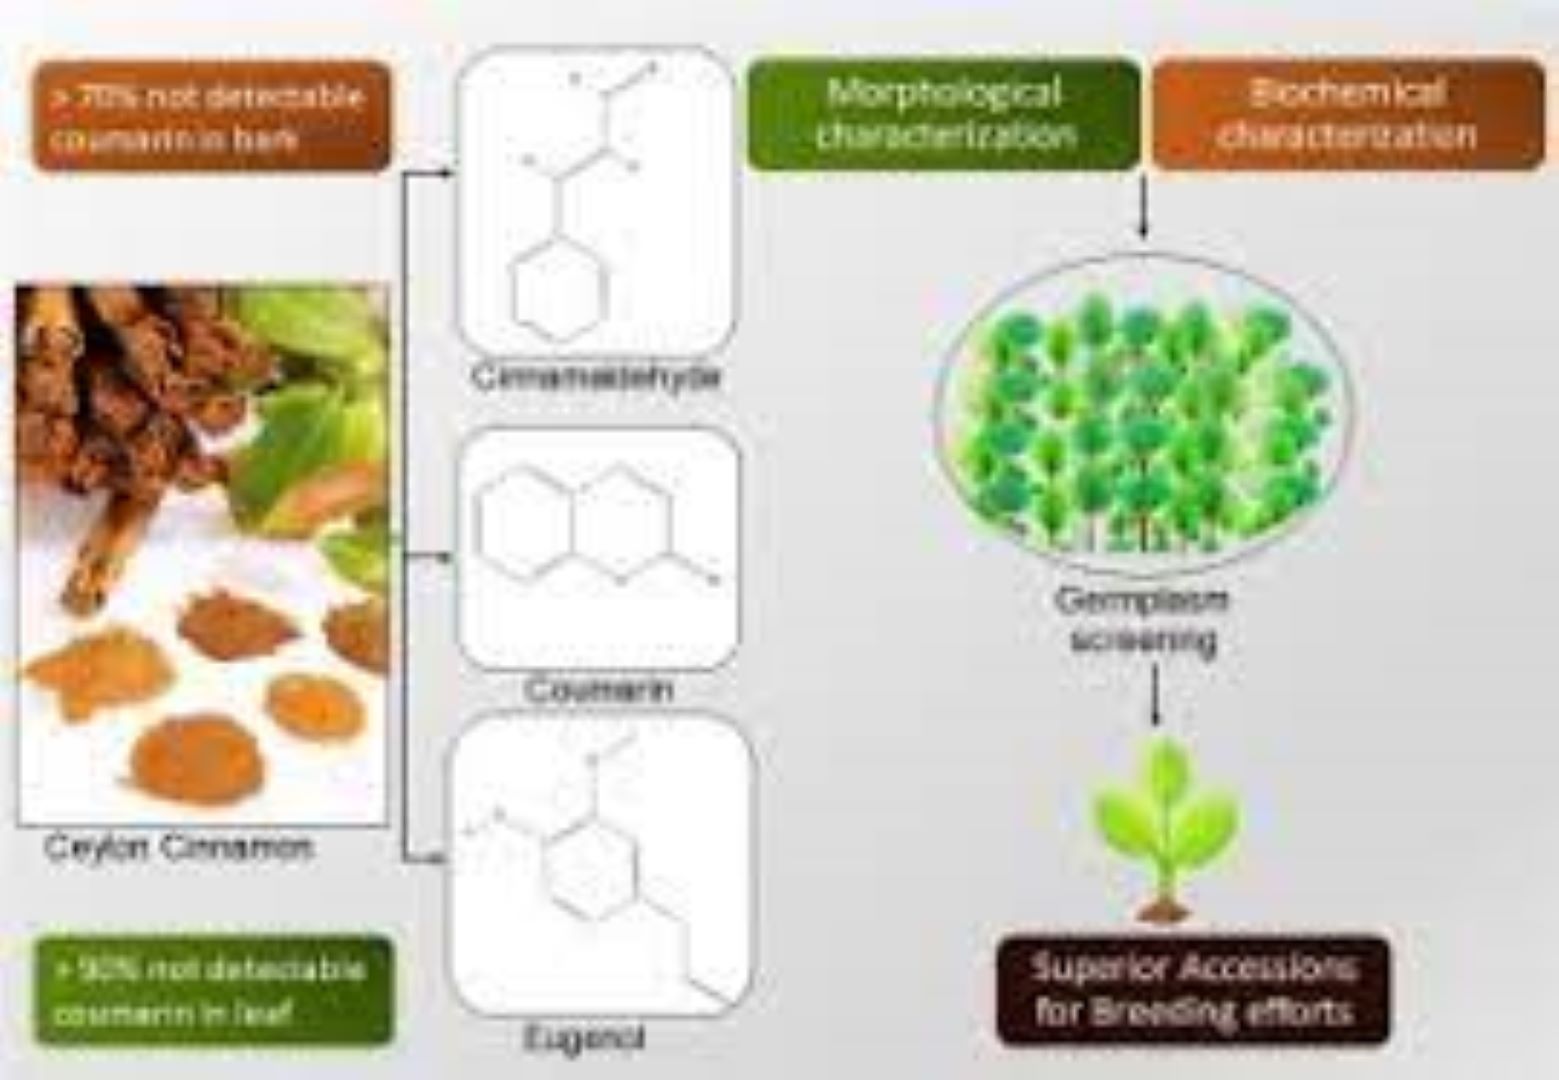 > 70% not detectable
coumarin in bark
Morphological
characterization
Biochemical
characterization
Cinnamaldehyde
Coumarin
Germplasm
screening
Ceylon Cinnamon
> 90% not detectable
coumarin in leaf
Eugenol
Superior Accessions
for Breeding efforts